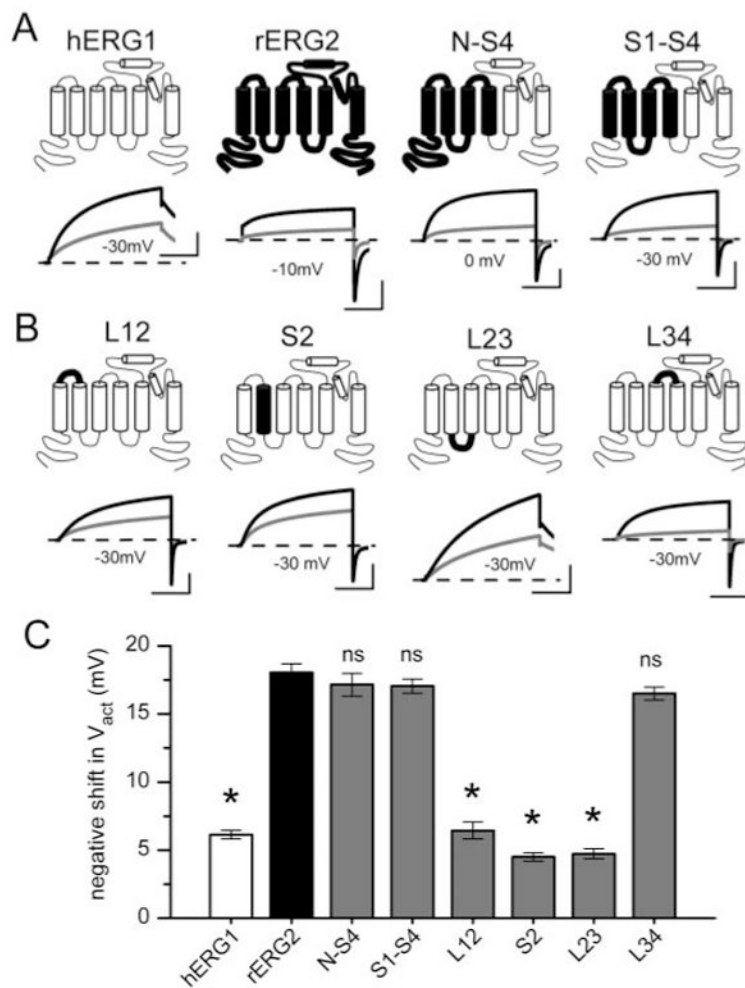 A
hERG1 rERG2 N-S4 S1-S4
-30mV -10mV 0 mV -30 mV
B
L12 S2 L23 L34
-30mV -30 mV -30mV -30mV
C
negative shift in Vact (mV)
20
15
10
5
0
ns ns ns
* * * *
hERG1 rERG2 N-S4 S1-S4 L12 S2 L23 L34